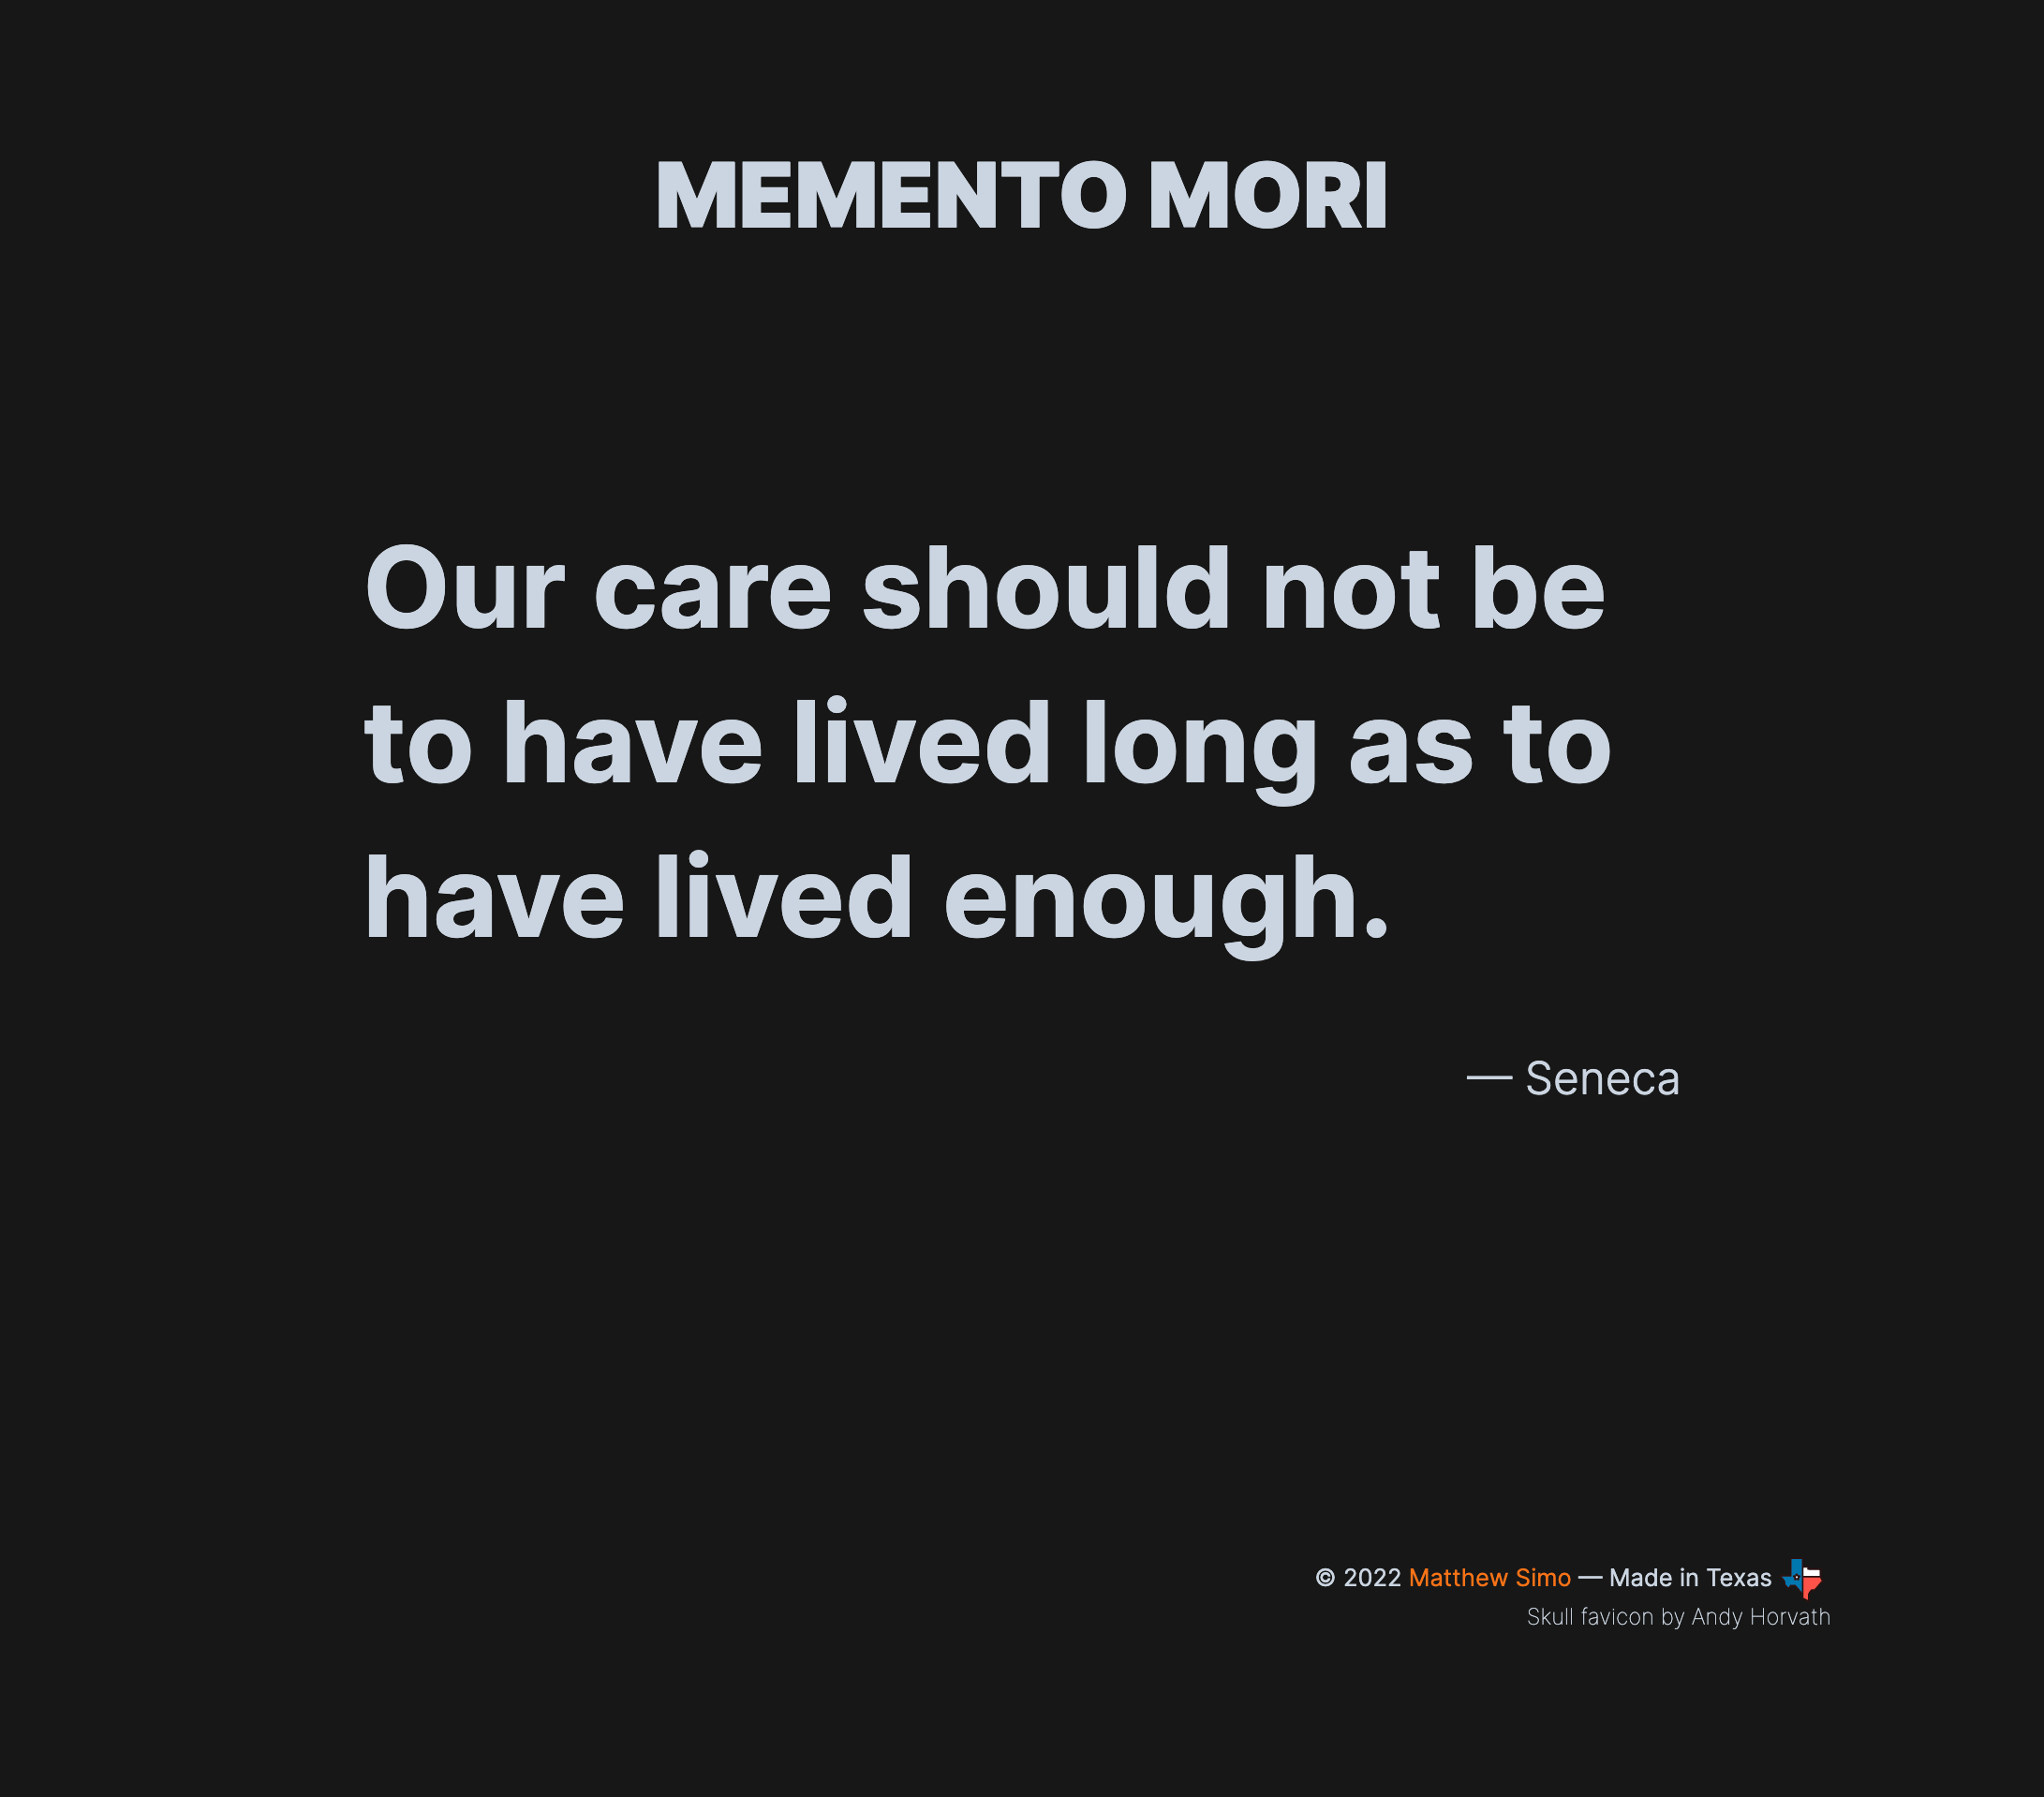 MEMENTO MORI
Our care should not be
to have lived long as to
have lived enough.
— Seneca
© 2022 Matthew Simo — Made in Texas
Skull favicon by Andy Horvath